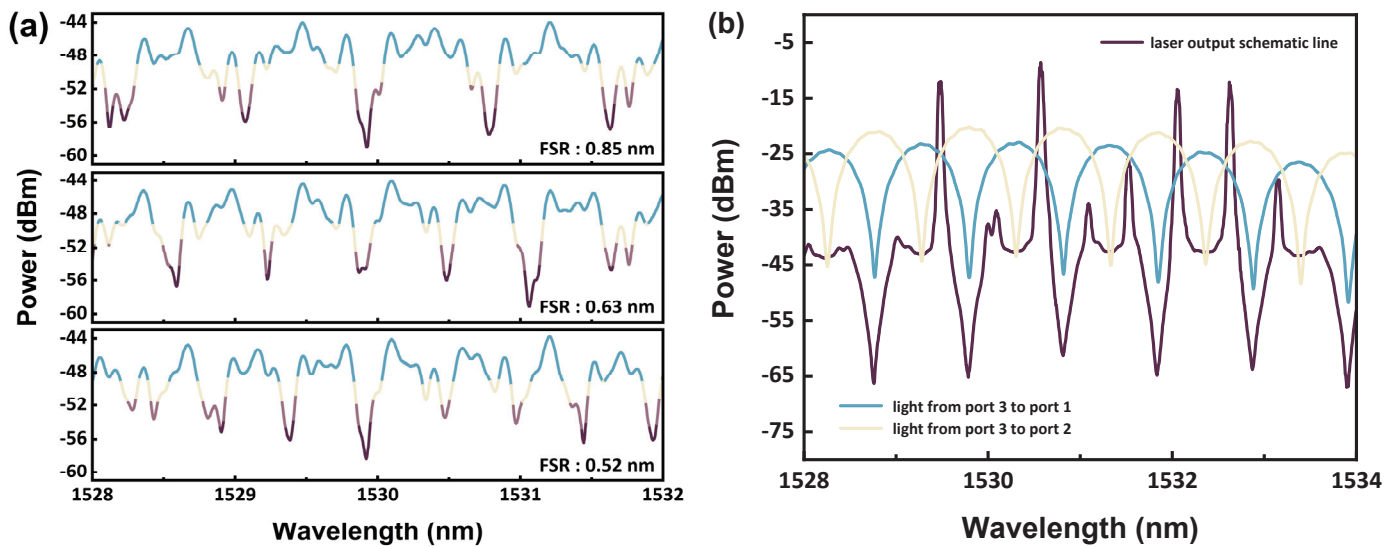 (a)
Power (dBm)
-44
-48
-52
-56
-60
FSR : 0.85 nm
-44
-48
-52
-56
-60
FSR : 0.63 nm
-44
-48
-52
-56
-60
FSR : 0.52 nm
1528
1529
1530
1531
1532
Wavelength (nm)
(b)
Power (dBm)
-5
-15
-25
-35
-45
-55
-65
-75
laser output schematic line
light from port 3 to port 1
light from port 3 to port 2
1528
1530
1532
1534
Wavelength (nm)